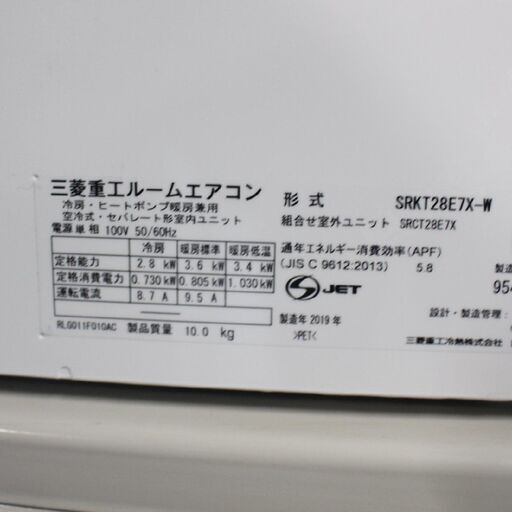 三菱重工ルームエアコン
冷房・ヒートポンプ暖房兼用
空冷式・セパレート形室内ユニット
電源単相 100V 50/60Hz
冷房 暖房標準 暖房低温
定格能力 2.8 kW 3.6 kW 3.4 kW
定格消費電力 0.730 kW 0.805 kW 1.030 kW
運転電流 8.7 A 9.5 A
RLG011F010AC 製品質量 10.0 kg
形式 SRKT28E7X-W
組合せ室外ユニット SRCT28E7X
通年エネルギー消費効率(APF)
(JIS C 9612:2013) 5.8
JET
製造年 2019 年
>PET<
製造
954
設計・製造管理:
三菱重工冷熱株式会社